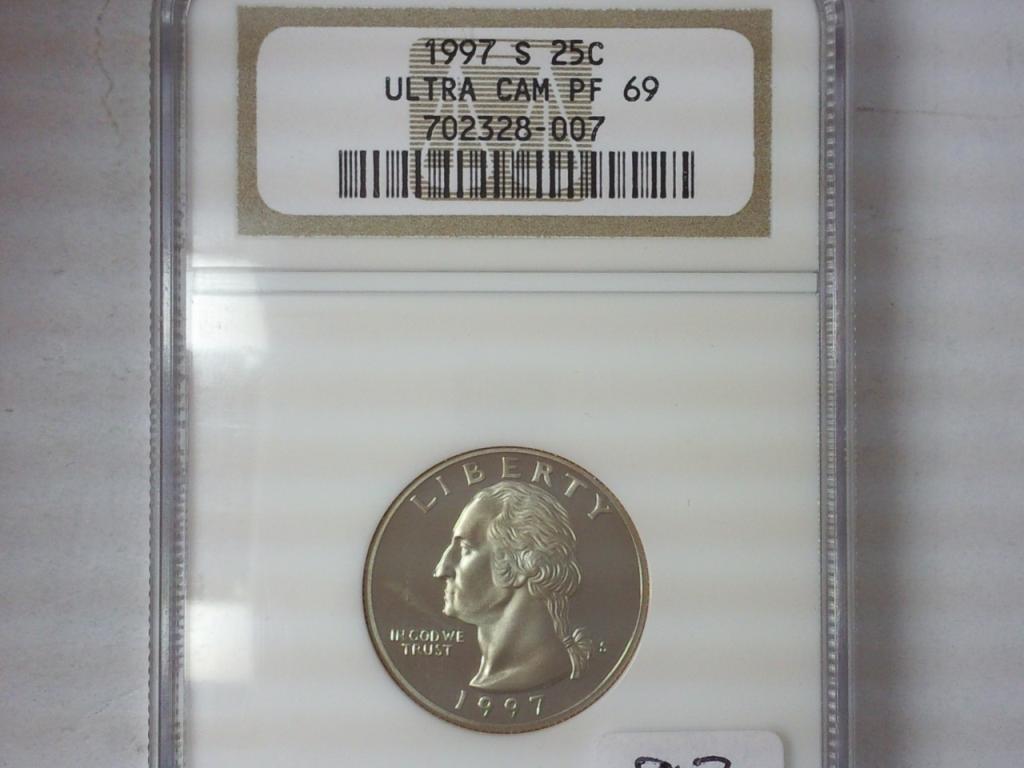 1997 S 25C
ULTRA CAM PF 69
702328-007
LIBERTY
IN GOD WE
TRUST
S
1997